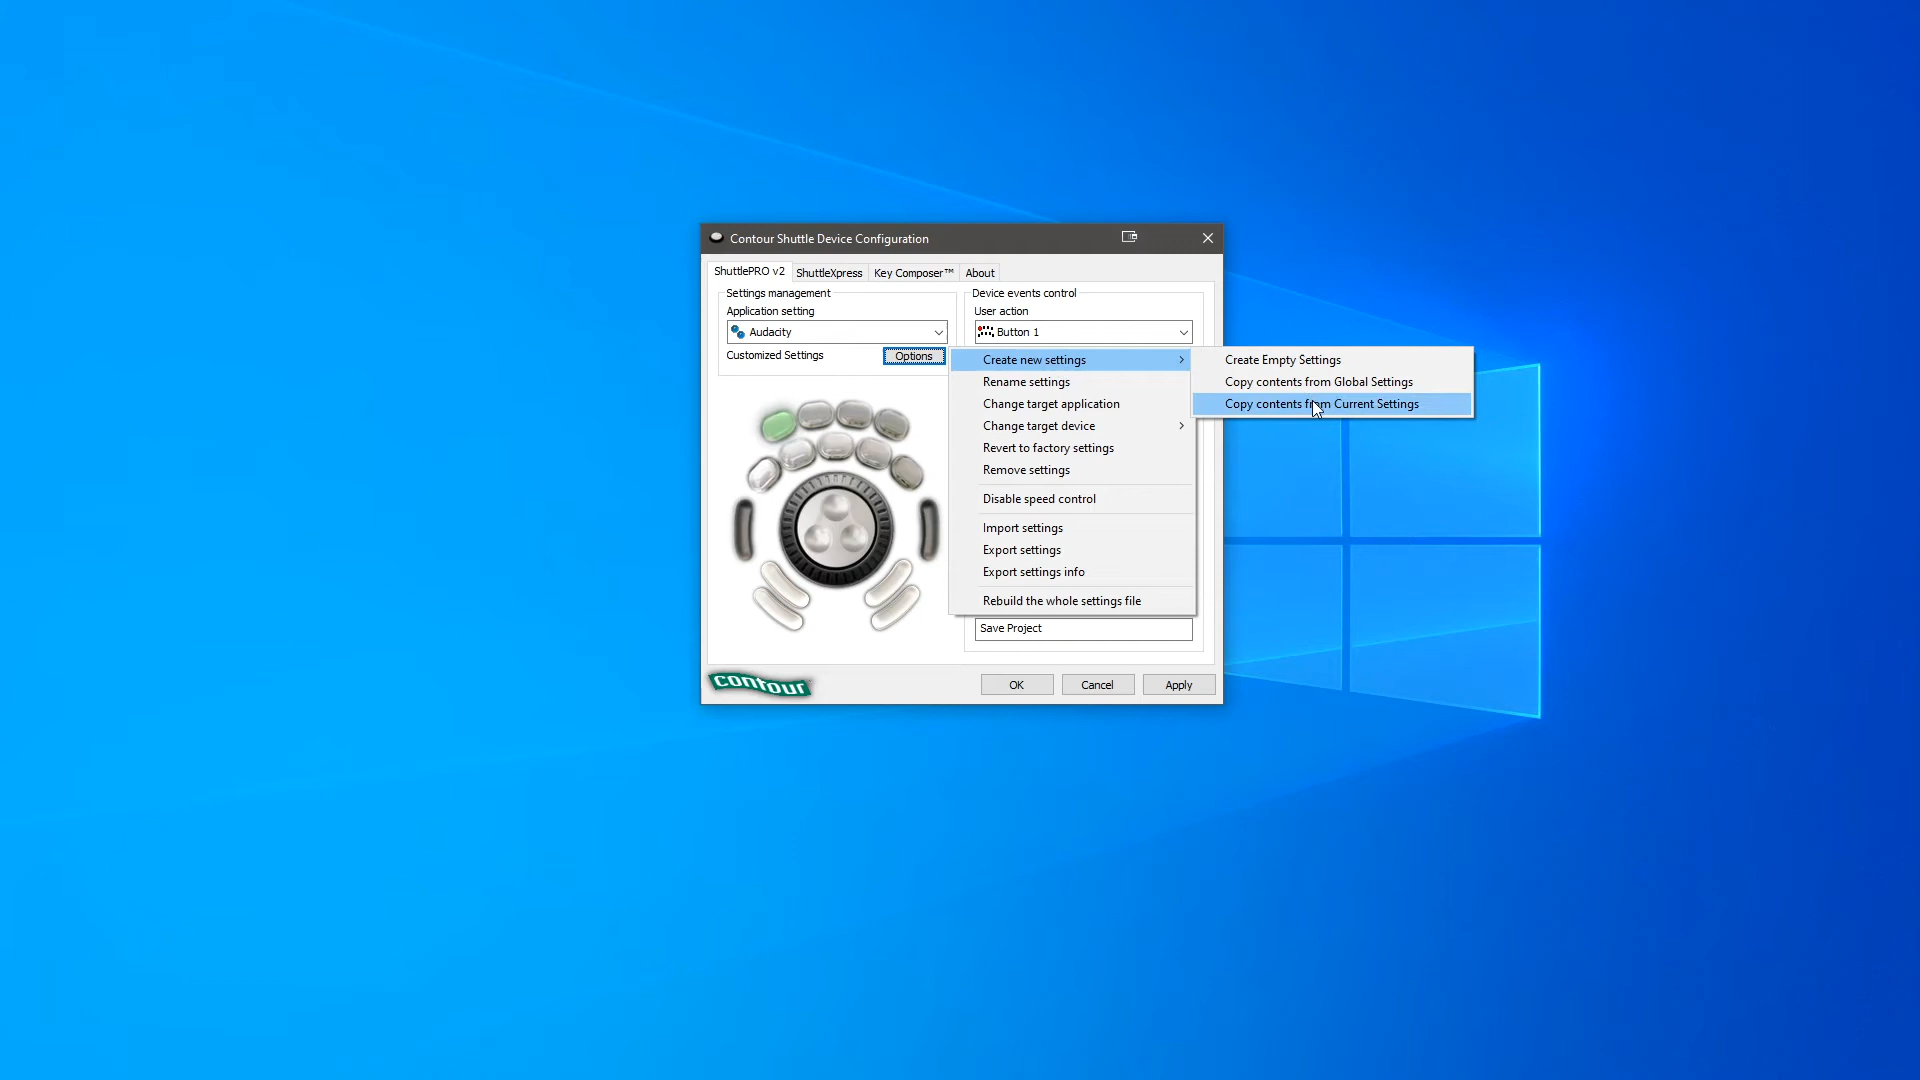 Contour Shuttle Device Configuration
ShuttlePRO v2
ShuttleXpress
Key Composer™
About
Settings management
Application setting
Audacity
Customized Settings
Options
Device events control
User action
Button 1
Create new settings
Rename settings
Change target application
Change target device
Revert to factory settings
Remove settings
Disable speed control
Import settings
Export settings
Export settings info
Rebuild the whole settings file
Create Empty Settings
Copy contents from Global Settings
Copy contents from Current Settings
Save Project
contour
OK
Cancel
Apply